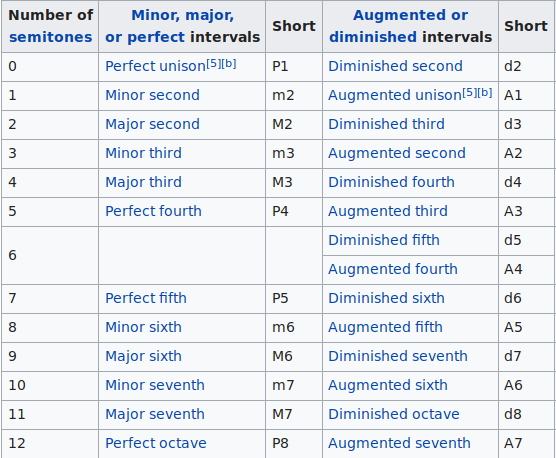 Number of semitones Minor, major, or perfect intervals Short Augmented or diminished intervals Short
0 Perfect unison[5][b] P1 Diminished second d2
1 Minor second m2 Augmented unison[5][b] A1
2 Major second M2 Diminished third d3
3 Minor third m3 Augmented second A2
4 Major third M3 Diminished fourth d4
5 Perfect fourth P4 Augmented third A3
6 Diminished fifth d5
Augmented fourth A4
7 Perfect fifth P5 Diminished sixth d6
8 Minor sixth m6 Augmented fifth A5
9 Major sixth M6 Diminished seventh d7
10 Minor seventh m7 Augmented sixth A6
11 Major seventh M7 Diminished octave d8
12 Perfect octave P8 Augmented seventh A7